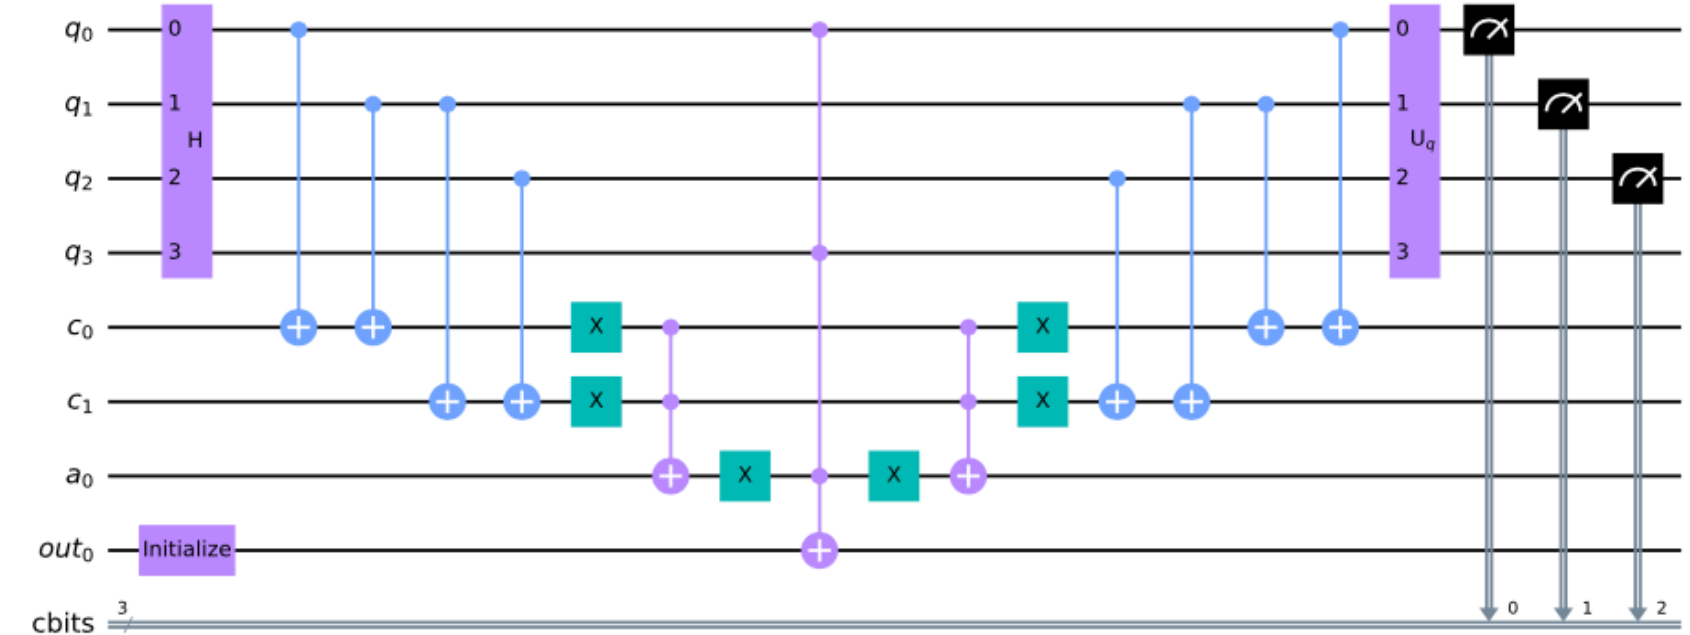 q0 0 0
q1 1 1
H Uq
q2 2 2
q3 3 3
c0 X X
c1 X X
a0 X X
out0 Initialize
cbits 3 0 1 2